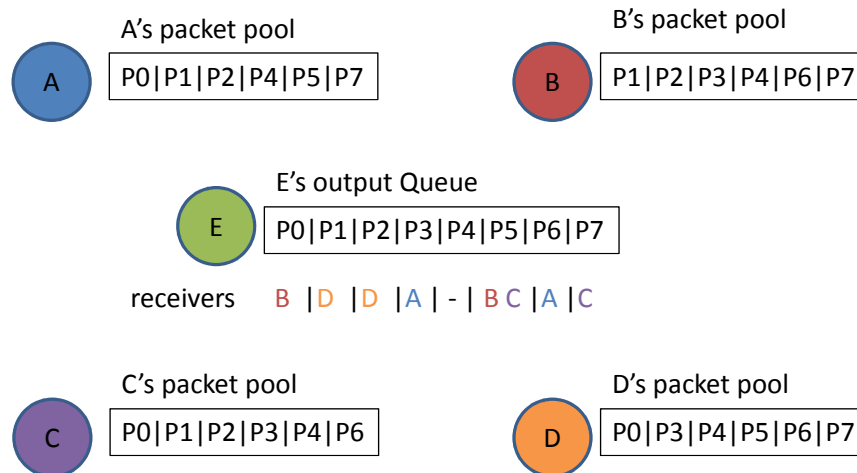 A's packet pool
B's packet pool
A
P0|P1|P2|P4|P5|P7
B
P1|P2|P3|P4|P6|P7
E's output Queue
E
P0|P1|P2|P3|P4|P5|P6|P7
receivers B |D |D |A| - | B C |A |C
C's packet pool
D's packet pool
C
P0|P1|P2|P3|P4|P6
D
P0|P3|P4|P5|P6|P7